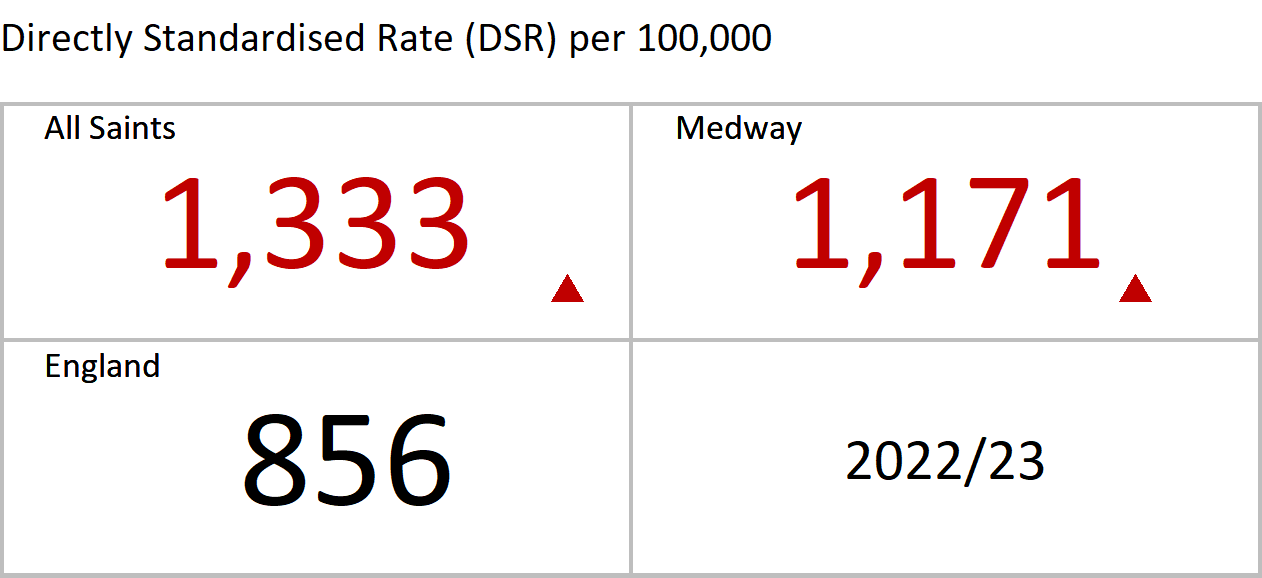 Directly Standardised Rate (DSR) per 100,000
All Saints
1,333
Medway
1,171
England
856
2022/23